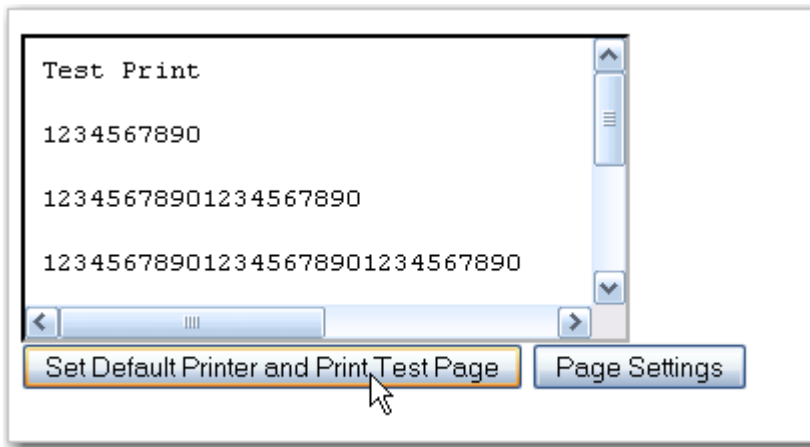 Test Print
1234567890
12345678901234567890
123456789012345678901234567890
Set Default Printer and Print Test Page
Page Settings